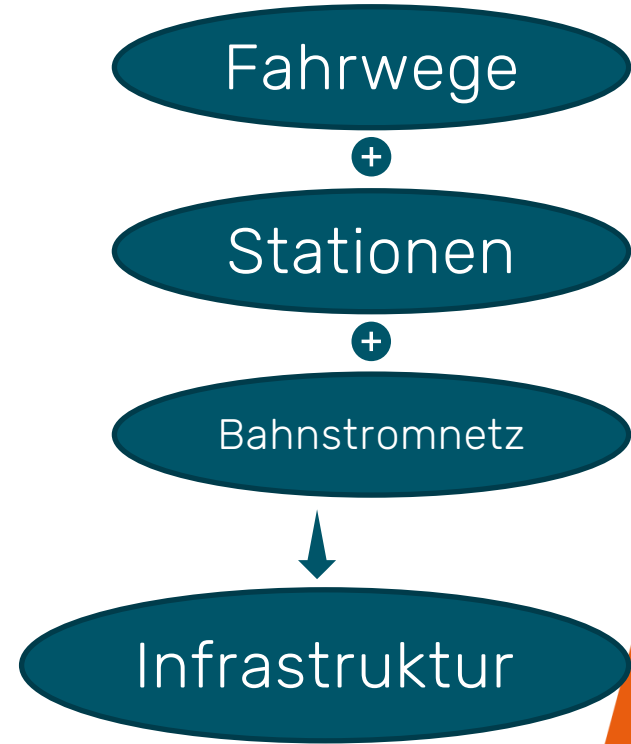 Fahrwege
+
Stationen
+
Bahnstromnetz
Infrastruktur